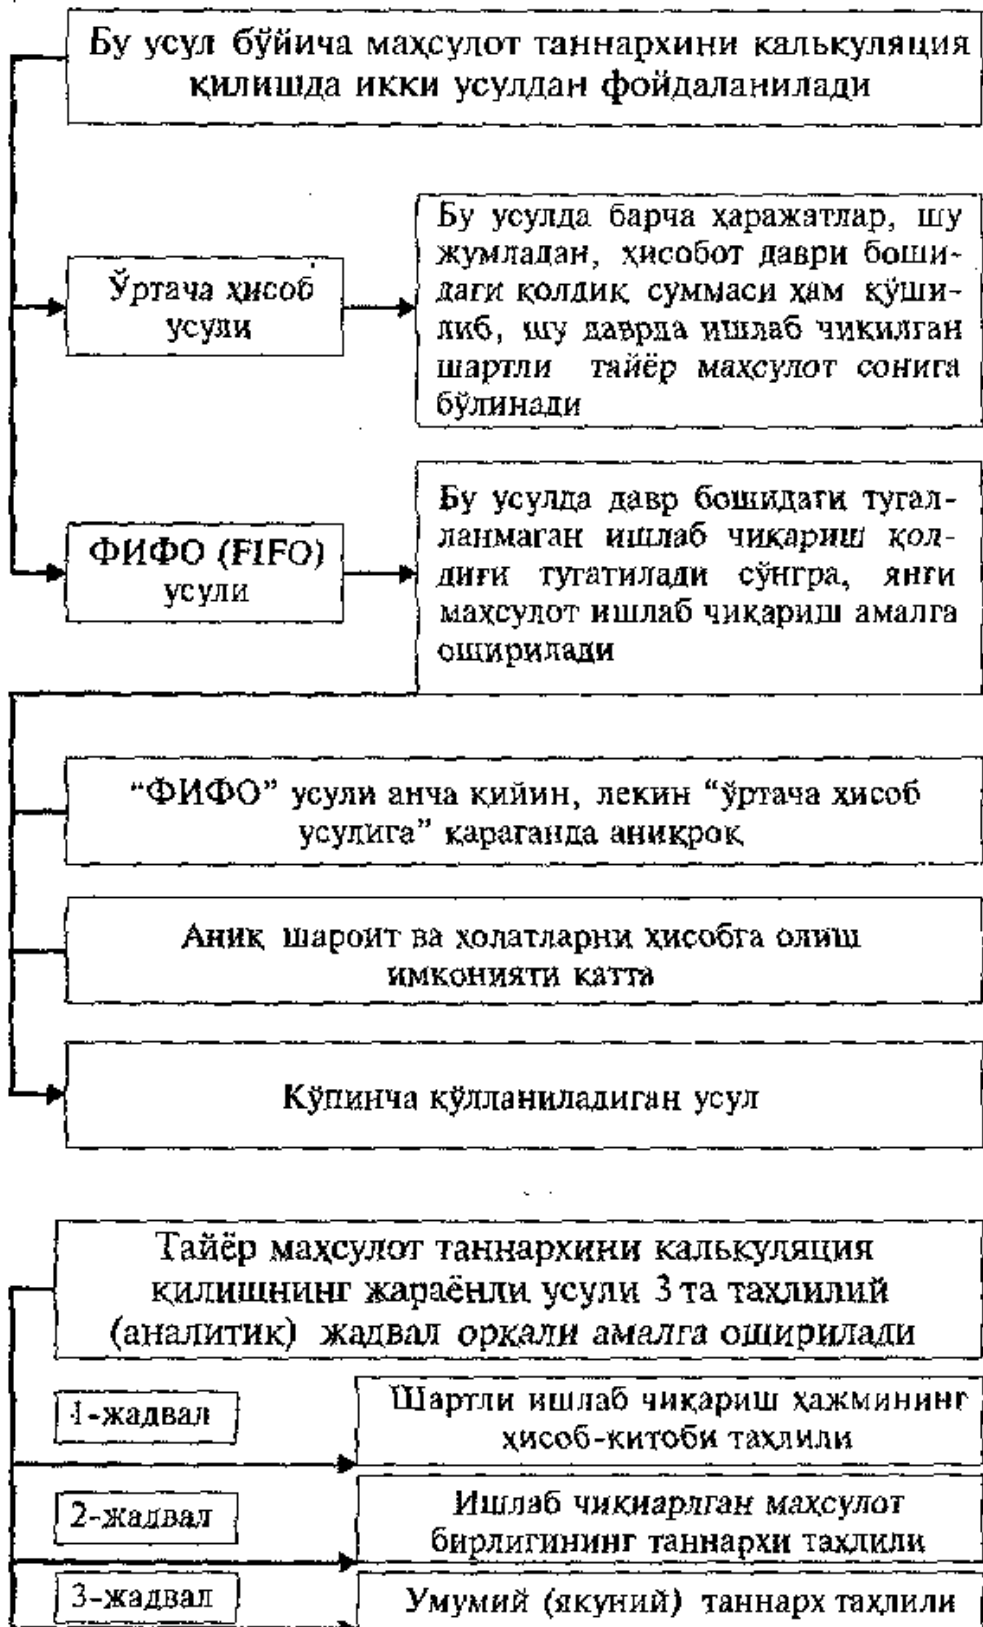 Бу усул бўйича маҳсулот таннархини калькуляция
қилишда икки усулдан фойдаланилади
Ўртача ҳисоб
усули
Бу усулда барча ҳаражатлар, шу
жумладан, ҳисобот даври боши-
даги қолдиқ суммаси ҳам қўши-
либ, шу даврда ишлаб чиқилган
шартли тайёр маҳсулот сонига
бўлинади
ФИФО (FIFO)
усули
Бу усулда давр бошидаги тугал-
ланмаган ишлаб чиқариш қол-
диғи тугатилади сўнгра, янги
маҳсулот ишлаб чиқариш амалга
оширилади
“ФИФО” усули анча қийин, лекин “ўртача ҳисоб
усулига” қараганда аниқроқ
Аниқ шароит ва ҳолатларни ҳисобга олиш
имконияти катта
Кўпинча қўлланиладиган усул
Тайёр маҳсулот таннархини калькуляция
қилишнинг жараёнли усули 3 та таҳлилий
(аналитик) жадвал орқали амалга оширилади
1-жадвал
Шартли ишлаб чиқариш ҳажмининг
ҳисоб-китоби таҳлили
2-жадвал
Ишлаб чиқиарлган маҳсулот
бирлигининг таннархи таҳлили
3-жадвал
Умумий (якуний) таннарх таҳлили